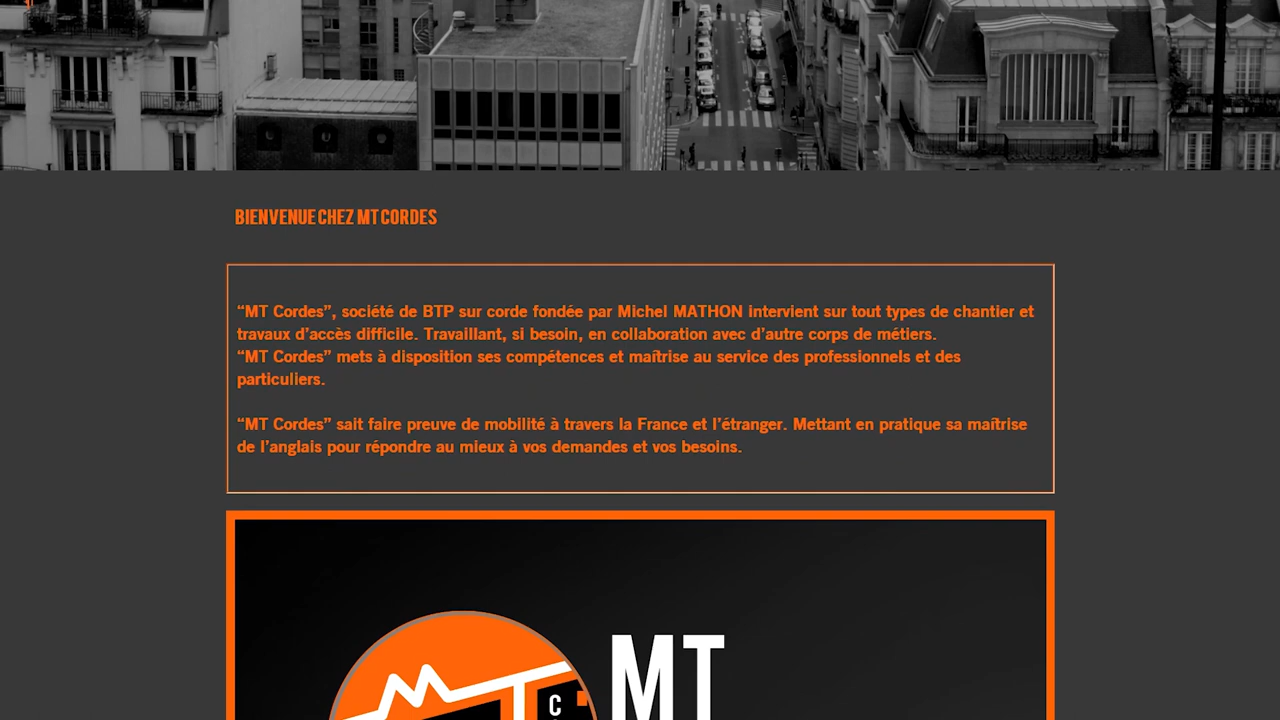 BIENVENUE CHEZ MT CORDES
“MT Cordes”, société de BTP sur corde fondée par Michel MATHON intervient sur tout types de chantier et
travaux d’accès difficile. Travaillant, si besoin, en collaboration avec d’autre corps de métiers.
“MT Cordes” mets à disposition ses compétences et maîtrise au service des professionnels et des
particuliers.
“MT Cordes” sait faire preuve de mobilité à travers la France et l’étranger. Mettant en pratique sa maîtrise
de l’anglais pour répondre au mieux à vos demandes et vos besoins.
MT
C